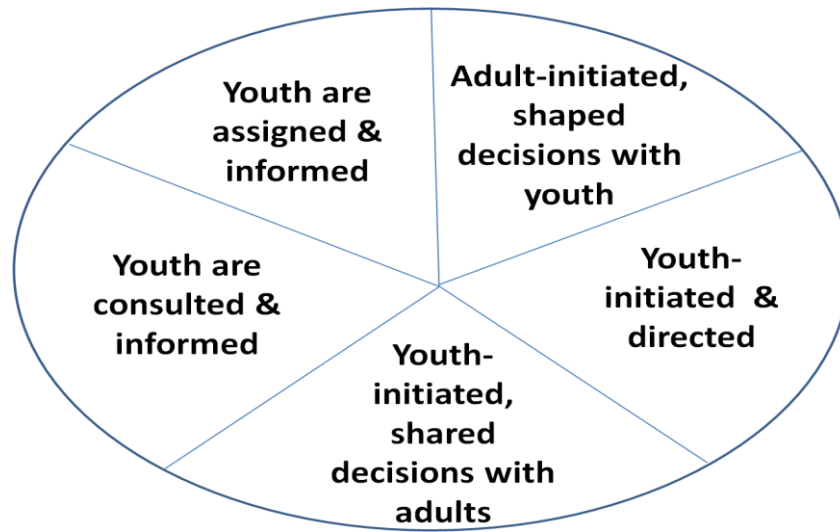 Youth are
assigned &
informed
Adult-initiated,
shaped
decisions with
youth
Youth are
consulted &
informed
Youth-
initiated &
directed
Youth-
initiated,
shared
decisions with
adults